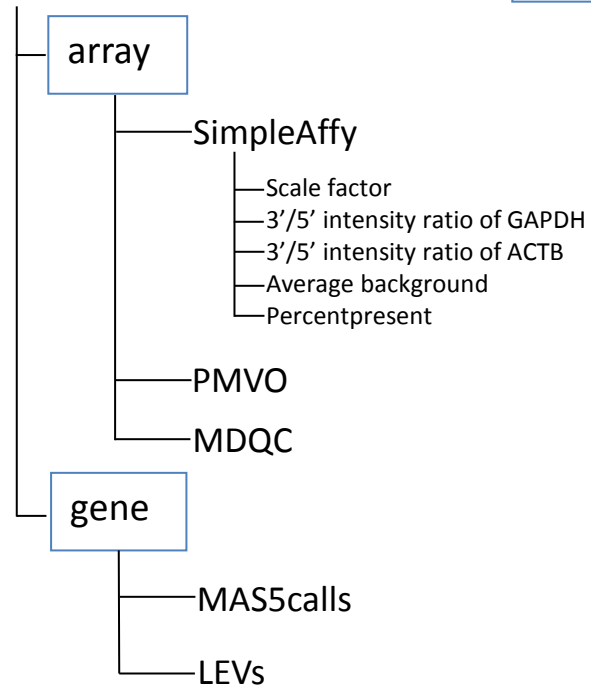 array
SimpleAffy
Scale factor
3’/5’ intensity ratio of GAPDH
3’/5’ intensity ratio of ACTB
Average background
Percentpresent
PMVO
MDQC
gene
MAS5calls
LEVs